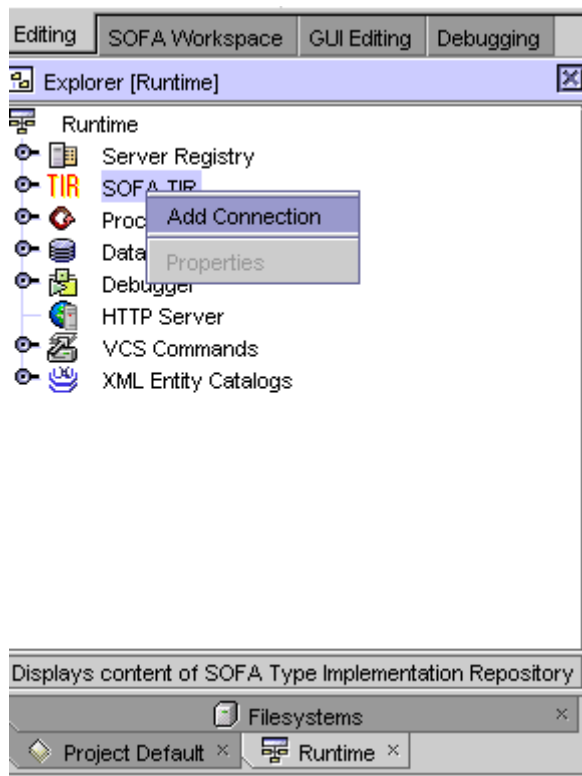 Editing SOFA Workspace GUI Editing Debugging
Explorer [Runtime]
Runtime
Server Registry
TIR SOFA TIR
Add Connection
Properties
Debugger
HTTP Server
VCS Commands
XML Entity Catalogs
Displays content of SOFA Type Implementation Repository
Filesystems
Project Default Runtime